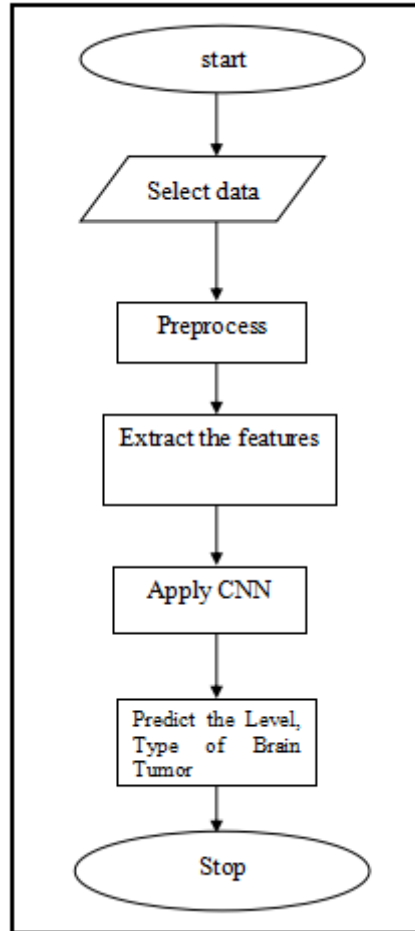 start
Select data
Preprocess
Extract the features
Apply CNN
Predict the Level,
Type of Brain
Tumor
Stop